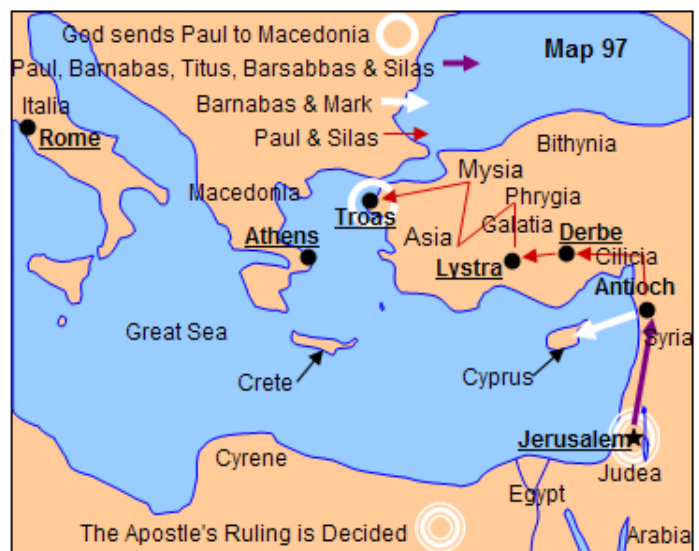 God sends Paul to Macedonia
Map 97
Paul, Barnabas, Titus, Barsabbas & Silas
Italia
Barnabas & Mark
Rome
Paul & Silas
Bithynia
Mysia
Macedonia
Phrygia
Troas
Galatia
Athens
Asia
Derbe
Lystra
Cilicia
Antioch
Great Sea
Syria
Crete
Cyprus
Jerusalem
Cyrene
Judea
Egypt
The Apostle's Ruling is Decided
Arabia